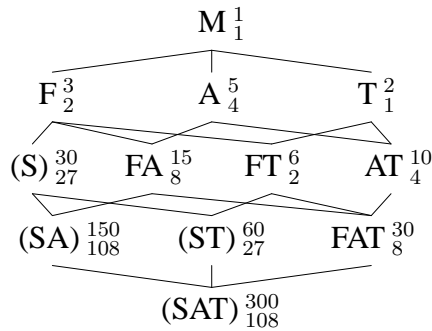 M 1 1
F 3 2 A 5 4 T 2 1
(S) 30 27 FA 15 8 FT 6 2 AT 10 4
(SA) 150 108 (ST) 60 27 FAT 30 8
(SAT) 300 108